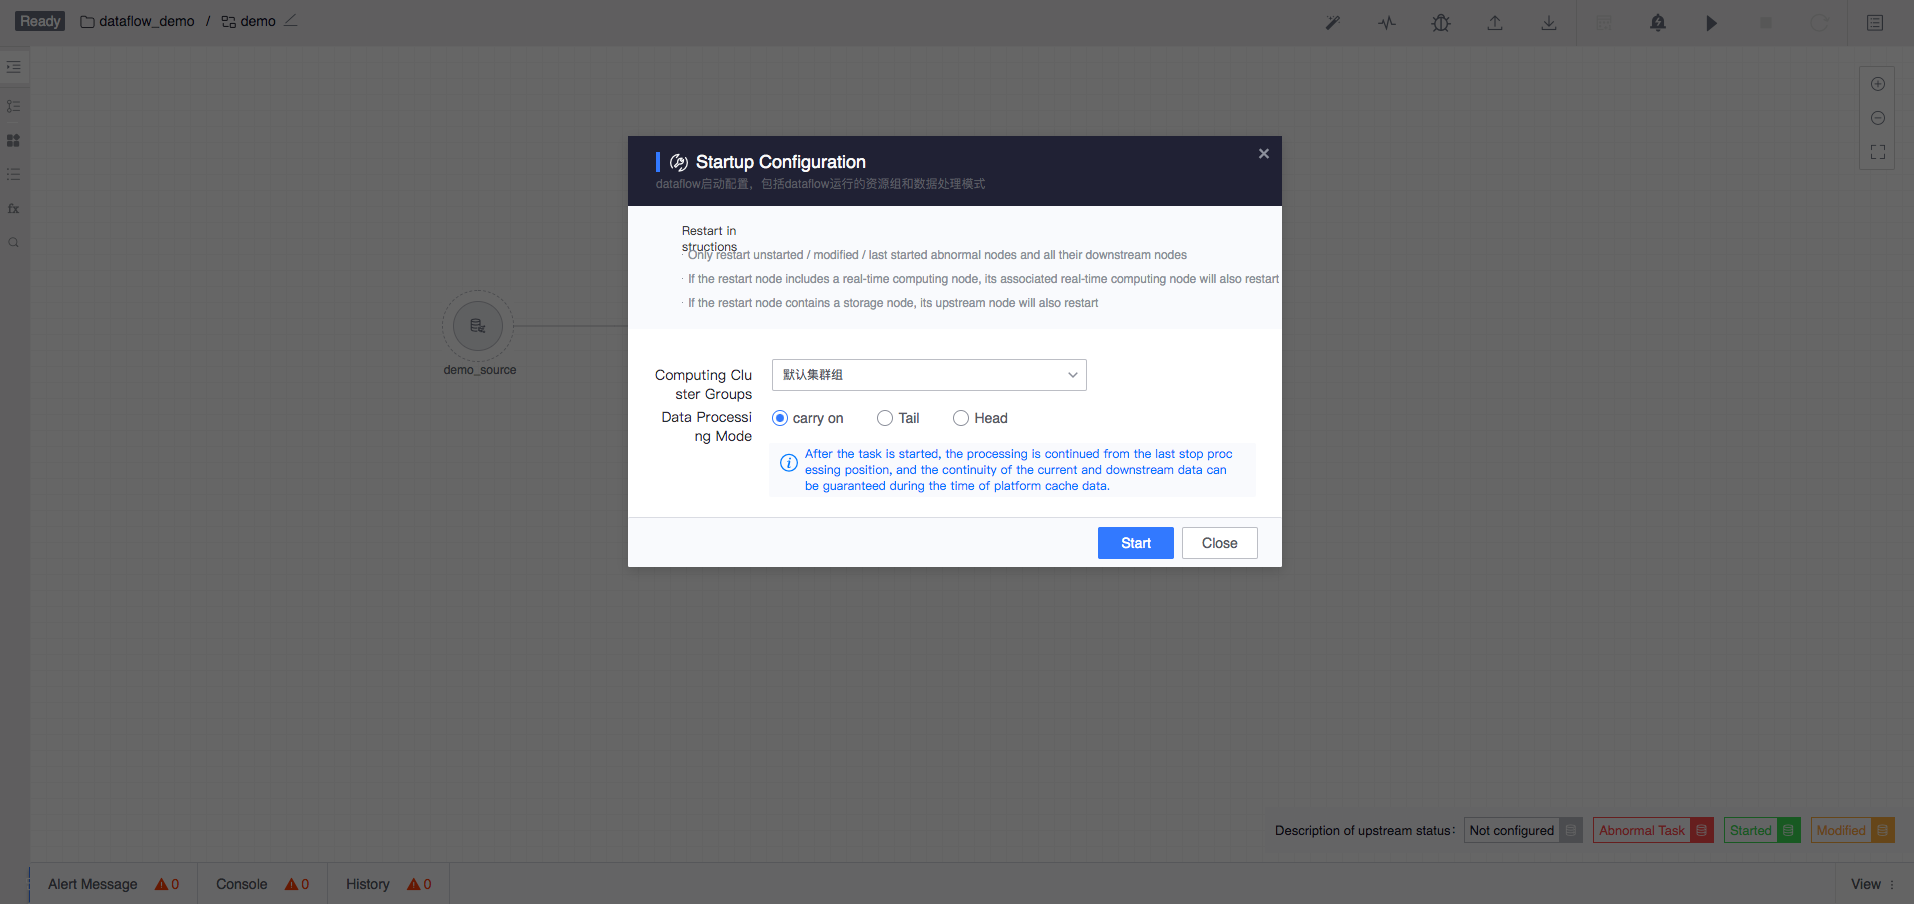 Ready
dataflow_demo / demo
Startup Configuration
dataflow启动配置，包括dataflow运行的资源组和数据处理模式
Restart in
structions
· Only restart unstarted / modified / last started abnormal nodes and all their downstream nodes
· If the restart node includes a real-time computing node, its associated real-time computing node will also restart
· If the restart node contains a storage node, its upstream node will also restart
demo_source
Computing Clu
ster Groups
默认集群组
Data Processi
ng Mode
carry on Tail Head
After the task is started, the processing is continued from the last stop proc
essing position, and the continuity of the current and downstream data can
be guaranteed during the time of platform cache data.
Start Close
fx
Description of upstream status: Not configured Abnormal Task Started Modified
Alert Message 0 Console 0 History 0 View